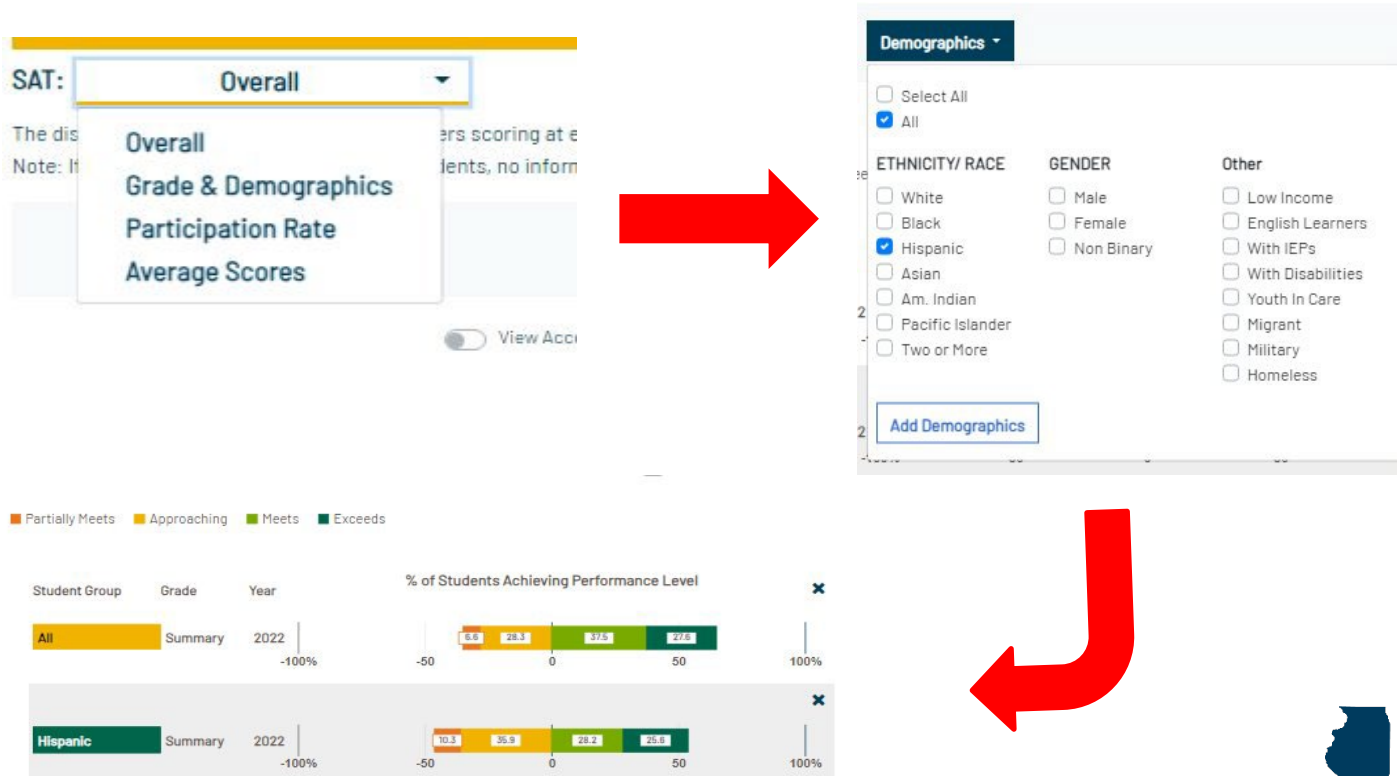 SAT: Overall
The dis
ers scoring at e
Note: If
dents, no inform
Overall
Grade & Demographics
Participation Rate
Average Scores
View Acc
Demographics
Select All
All
ETHNICITY/ RACE GENDER Other
White Male Low Income
Black Female English Learners
Hispanic Non Binary With IEPs
Asian With Disabilities
Am. Indian Youth In Care
Pacific Islander Migrant
Two or More Military
Homeless
Add Demographics
Partially Meets Approaching Meets Exceeds
Student Group Grade Year % of Students Achieving Performance Level
All Summary 2022 6.6 28.3 37.5 27.6
-100% -50 0 50 100%
Hispanic Summary 2022 10.3 35.9 28.2 25.6
-100% -50 0 50 100%